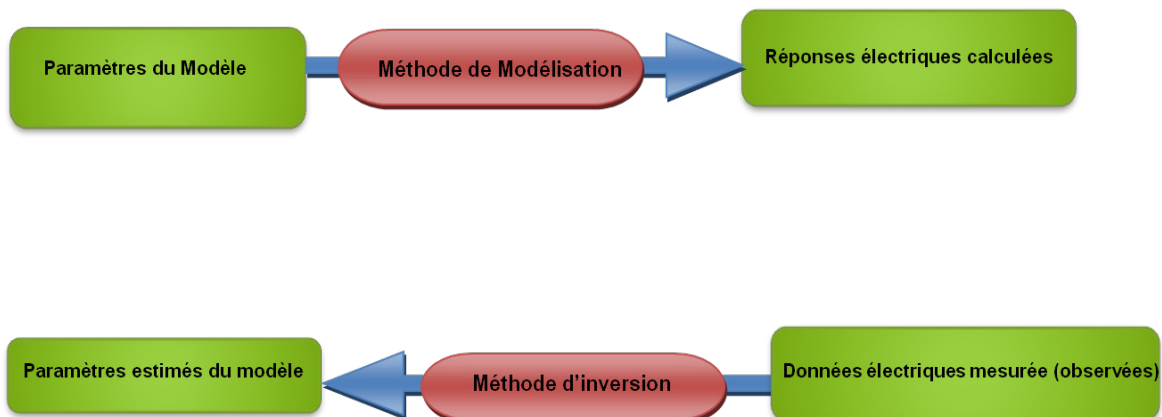 Paramètres du Modèle
Méthode de Modélisation
Réponses électriques calculées
Paramètres estimés du modèle
Méthode d'inversion
Données électriques mesurée (observées)